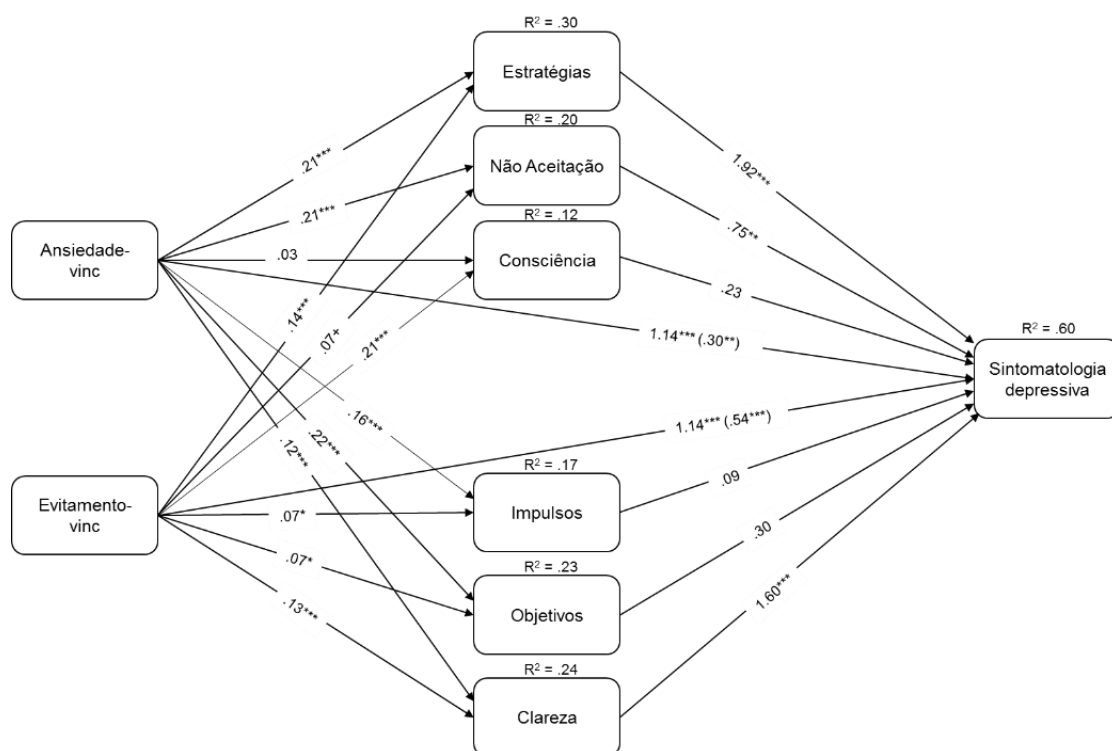 R² = .30
Estratégias
R² = .20
Não Aceitação
R² = .12
Consciência
Ansiedade-
vinc
Evitamento-
vinc
.21***
.21***
.03
.14***
.07+
.21***
.16***
.22***
.12***
.07*
.07*
.13***
1.92***
.75**
.23
1.14*** (.30**)
1.14*** (.54***)
.09
.30
1.60***
R² = .60
Sintomatologia
depressiva
R² = .17
Impulsos
R² = .23
Objetivos
R² = .24
Clareza